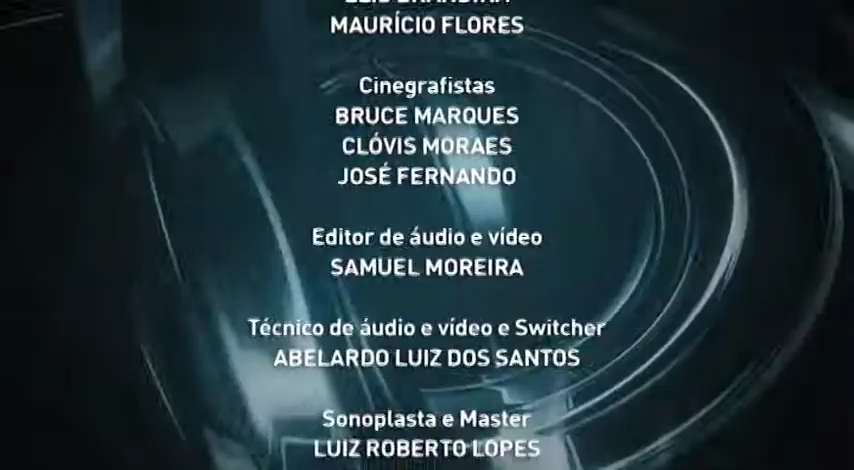 MAURÍCIO FLORES
Cinegrafistas
BRUCE MARQUES
CLÓVIS MORAES
JOSÉ FERNANDO
Editor de áudio e vídeo
SAMUEL MOREIRA
Técnico de áudio e vídeo e Switcher
ABELARDO LUIZ DOS SANTOS
Sonoplasta e Master
LUIZ ROBERTO LOPES